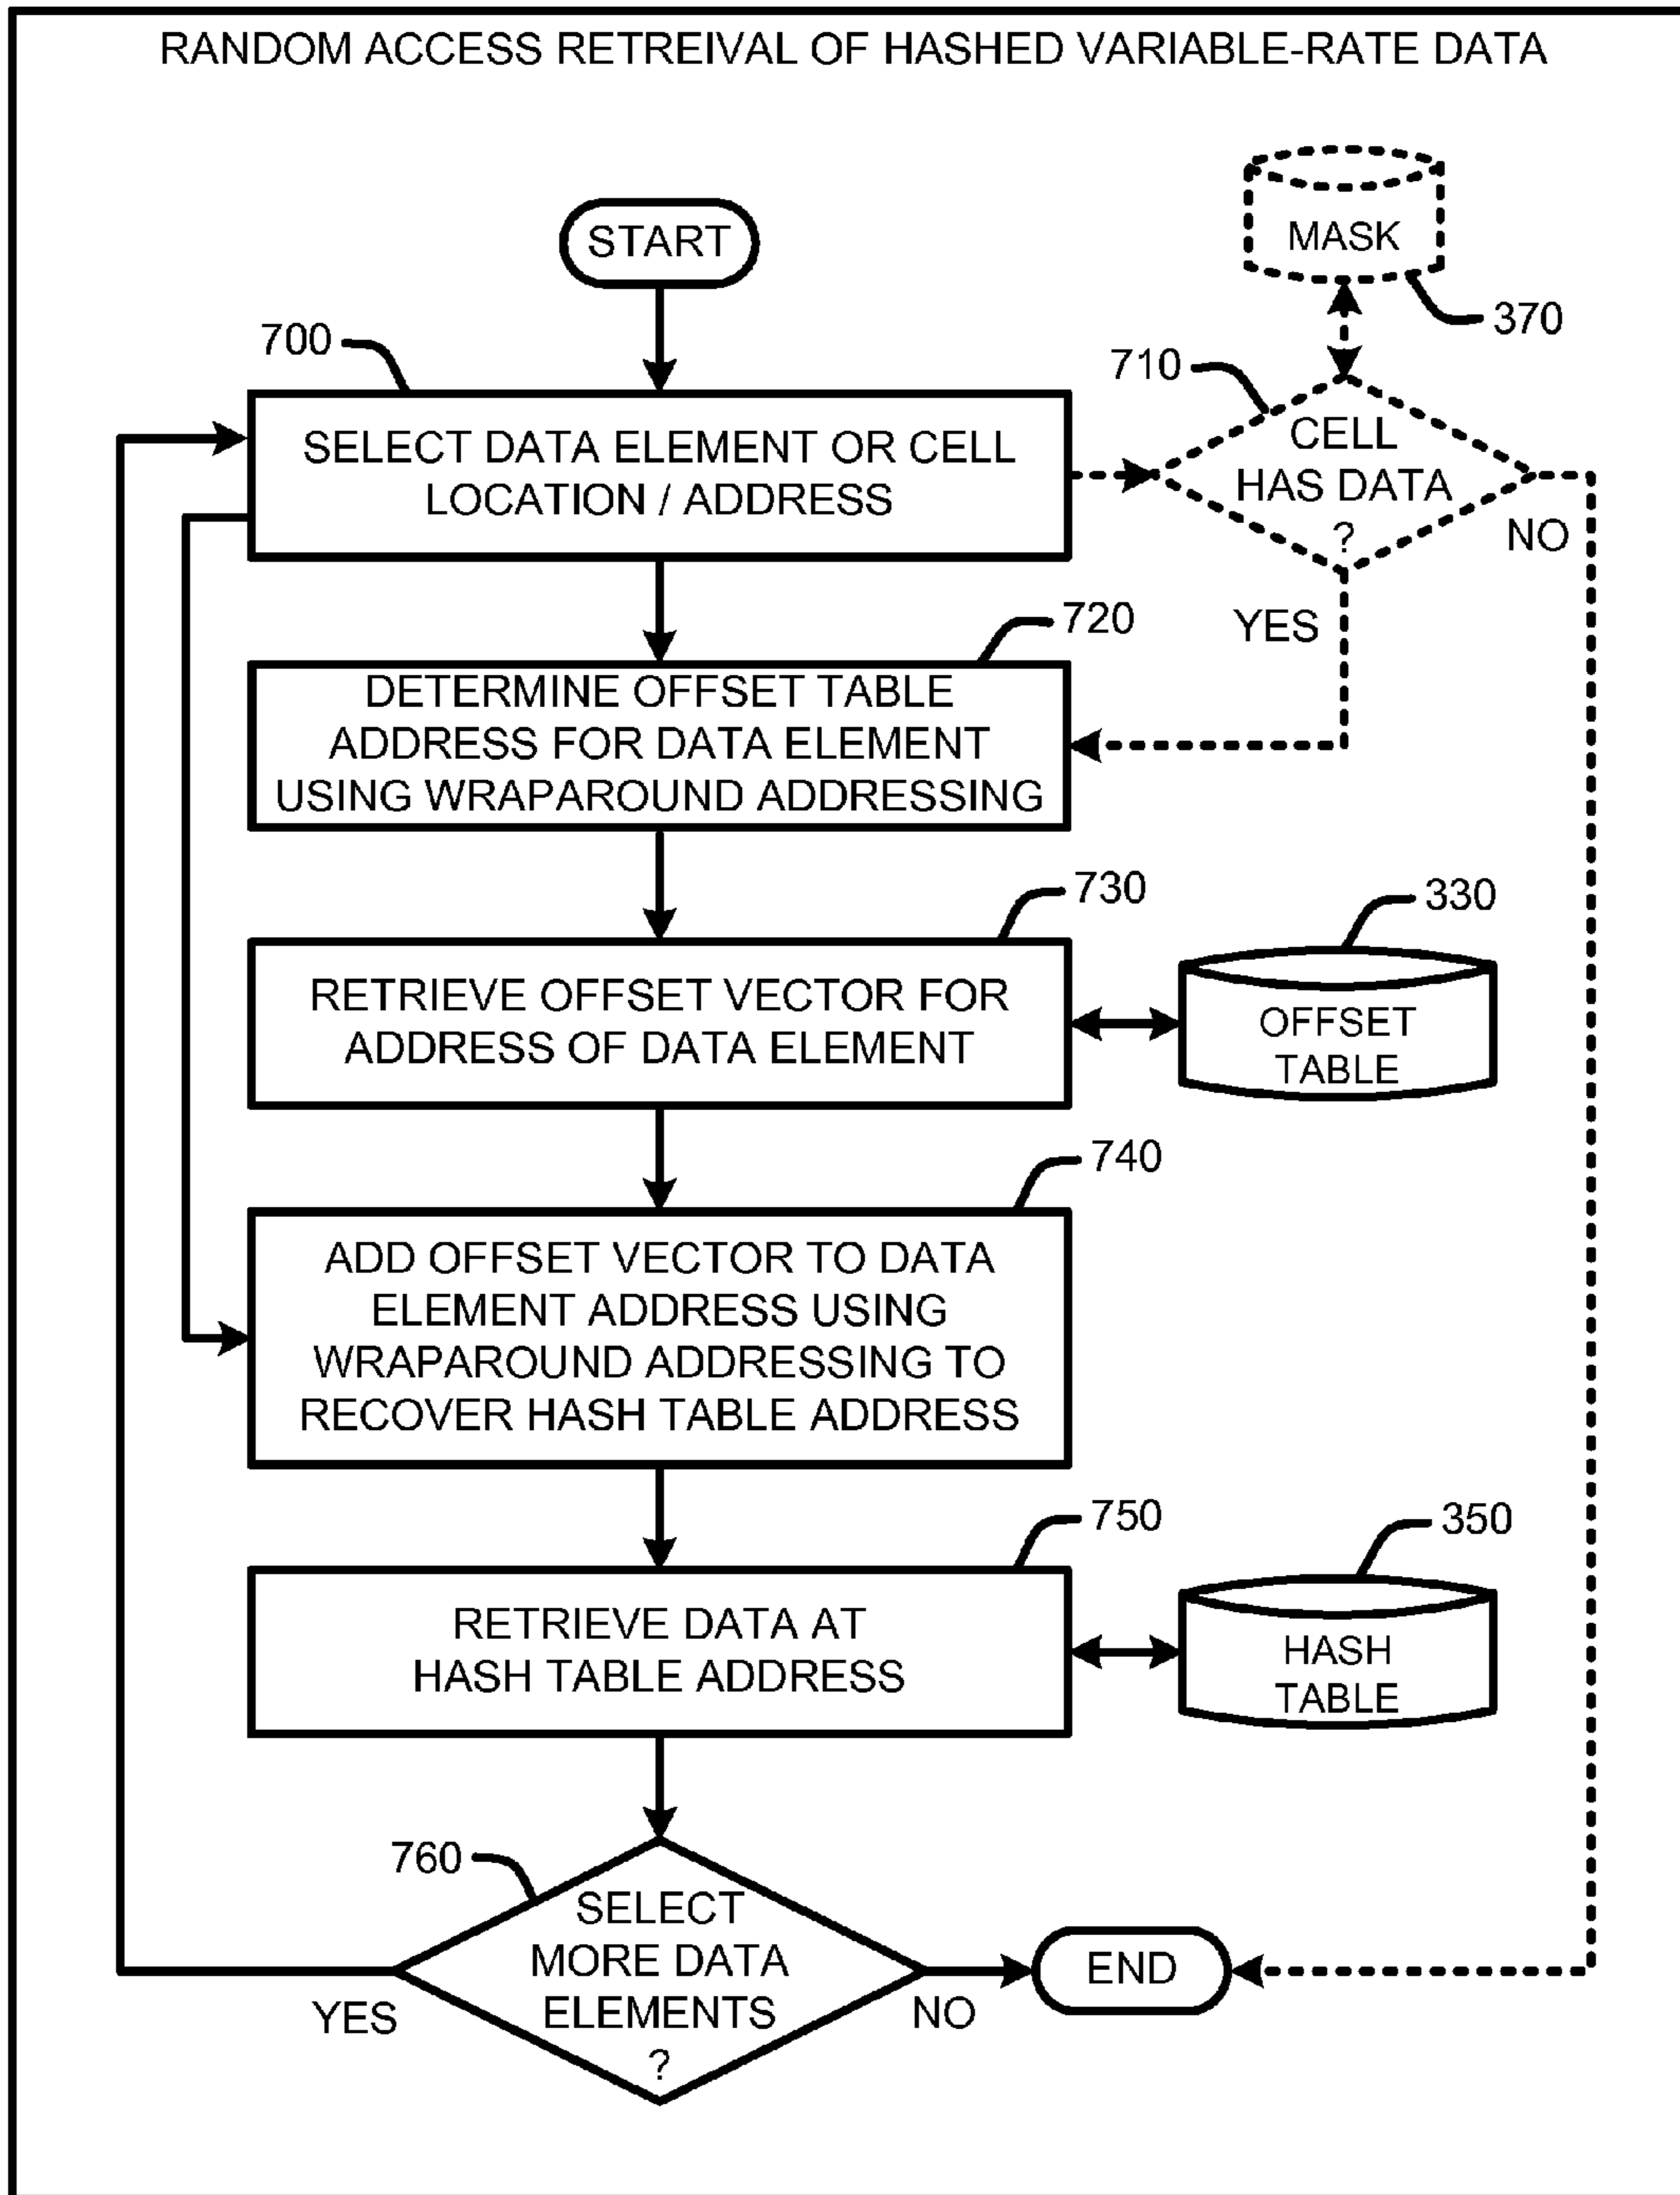 RANDOM ACCESS RETREIVAL OF HASHED VARIABLE-RATE DATA
START
MASK
370
700
710
SELECT DATA ELEMENT OR CELL
LOCATION / ADDRESS
CELL
HAS DATA
?
NO
YES
720
DETERMINE OFFSET TABLE
ADDRESS FOR DATA ELEMENT
USING WRAPAROUND ADDRESSING
730
330
RETRIEVE OFFSET VECTOR FOR
ADDRESS OF DATA ELEMENT
OFFSET
TABLE
740
ADD OFFSET VECTOR TO DATA
ELEMENT ADDRESS USING
WRAPAROUND ADDRESSING TO
RECOVER HASH TABLE ADDRESS
750
350
RETRIEVE DATA AT
HASH TABLE ADDRESS
HASH
TABLE
760
SELECT
MORE DATA
ELEMENTS
?
YES
NO
END